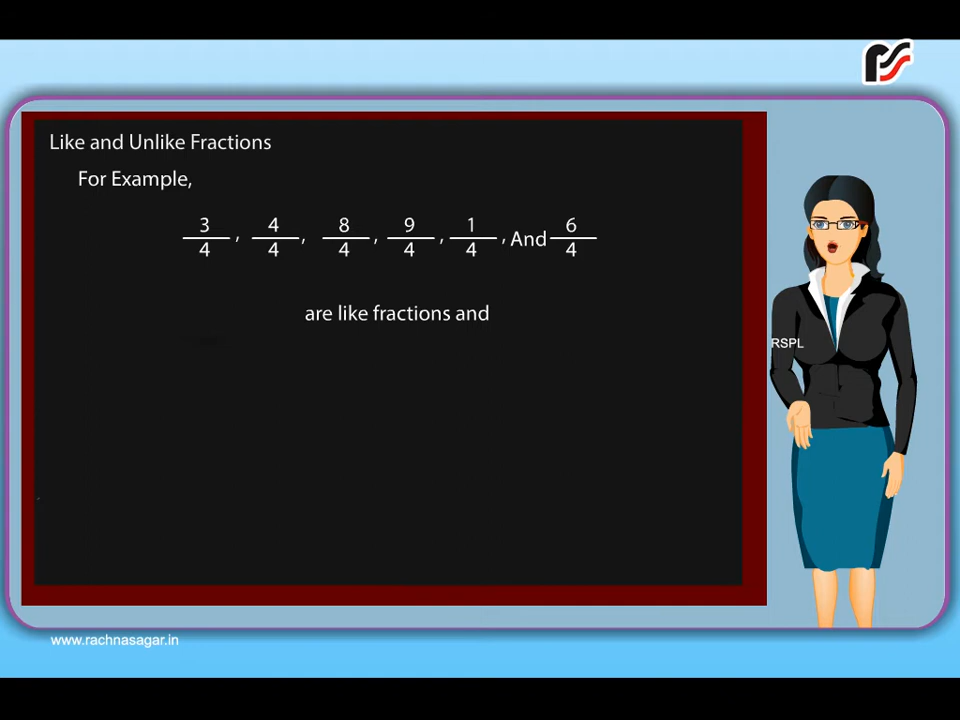 Like and Unlike Fractions
For Example,
3/4, 4/4, 8/4, 9/4, 1/4, And 6/4
are like fractions and
RSPL
www.rachnasagar.in